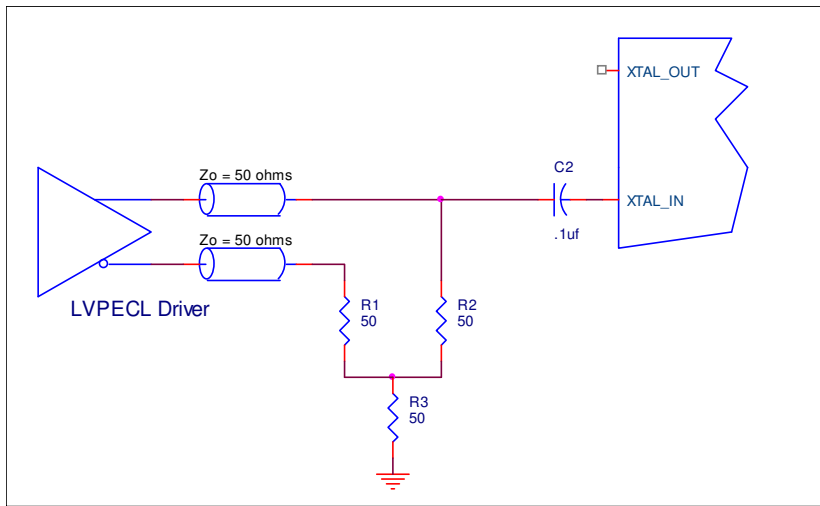 XTAL_OUT
C2
Zo = 50 ohms
XTAL_IN
.1uf
Zo = 50 ohms
LVPECL Driver
R1
50
R2
50
R3
50